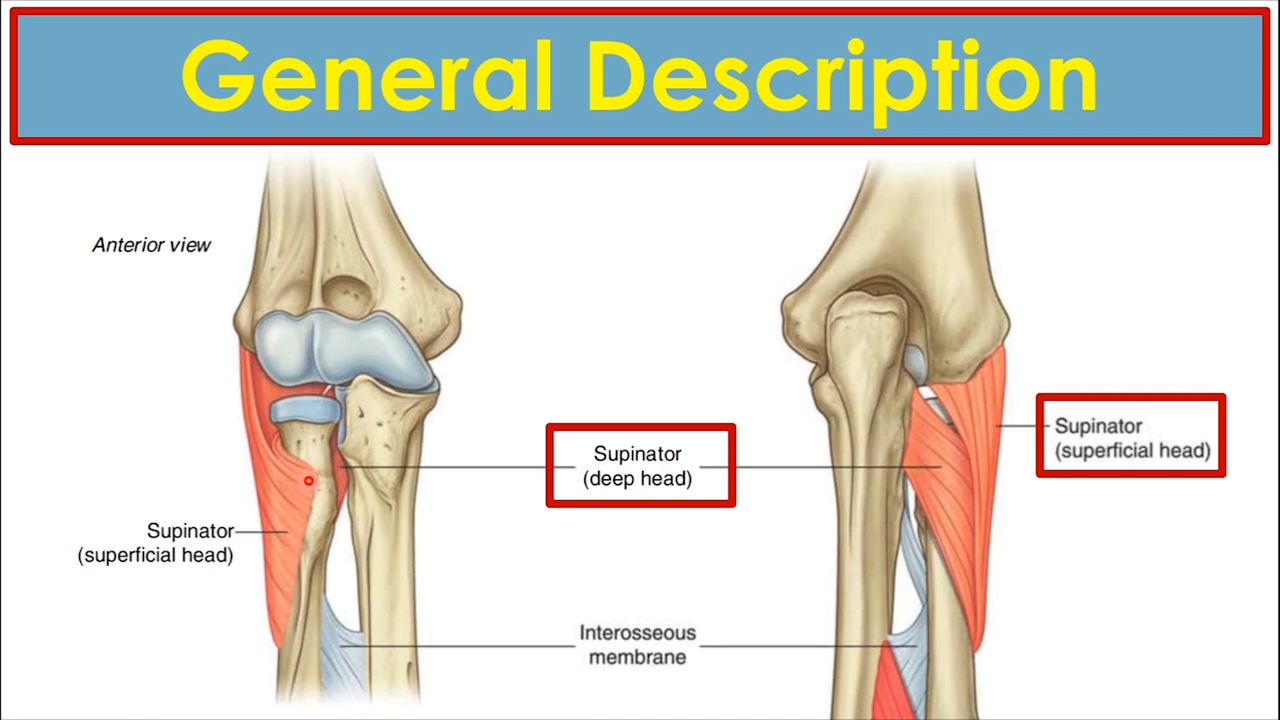 General Description
Anterior view
Supinator
(superficial head)
Supinator
(deep head)
Supinator
(superficial head)
Interosseous
membrane